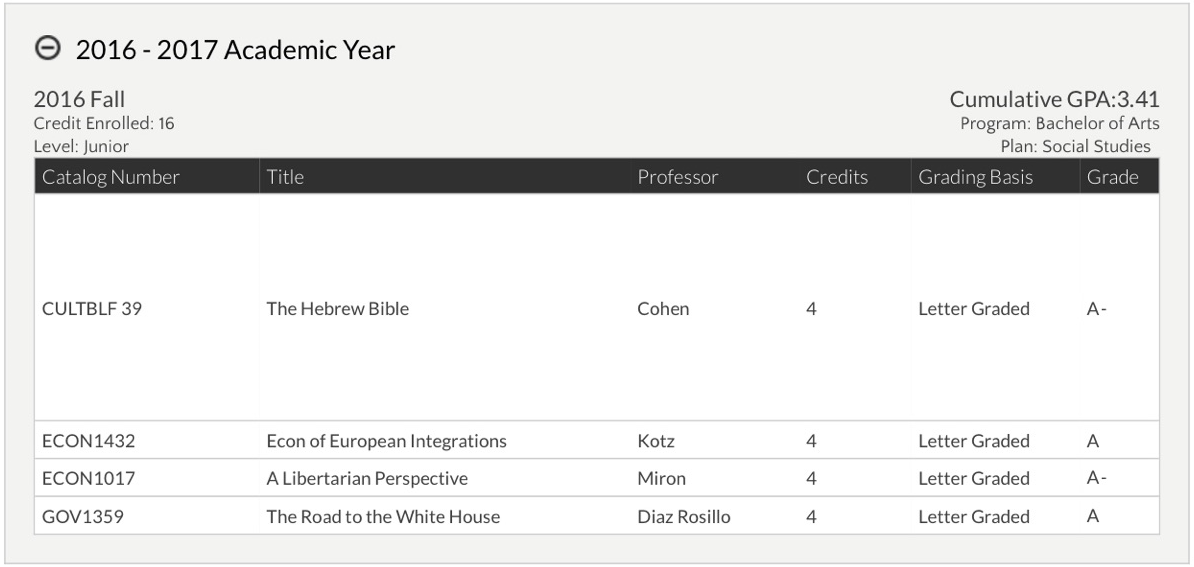 2016 - 2017 Academic Year
2016 Fall
Cumulative GPA:3.41
Credit Enrolled: 16
Program: Bachelor of Arts
Level: Junior
Plan: Social Studies
Catalog Number Title Professor Credits Grading Basis Grade
CULTBLF 39 The Hebrew Bible Cohen 4 Letter Graded A-
ECON1432 Econ of European Integrations Kotz 4 Letter Graded A
ECON1017 A Libertarian Perspective Miron 4 Letter Graded A-
GOV1359 The Road to the White House Diaz Rosillo 4 Letter Graded A